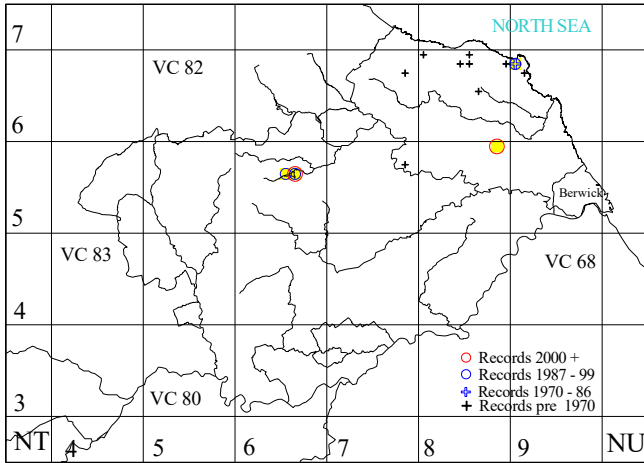 7
NORTH SEA
VC 82
6
Berwick
5
VC 83
VC 68
4
Records 2000 +
Records 1987 - 99
VC 80
Records 1970 - 86
Records pre 1970
3
NT 4 5 6 7 8 9 NU